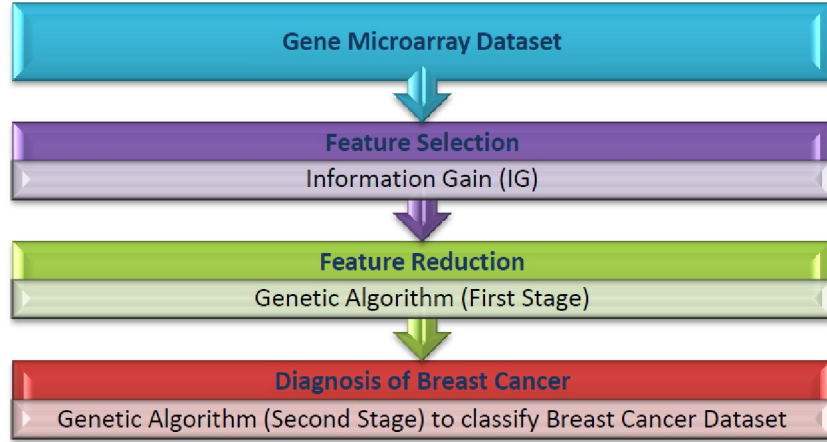 Gene Microarray Dataset
Feature Selection
Information Gain (IG)
Feature Reduction
Genetic Algorithm (First Stage)
Diagnosis of Breast Cancer
Genetic Algorithm (Second Stage) to classify Breast Cancer Dataset